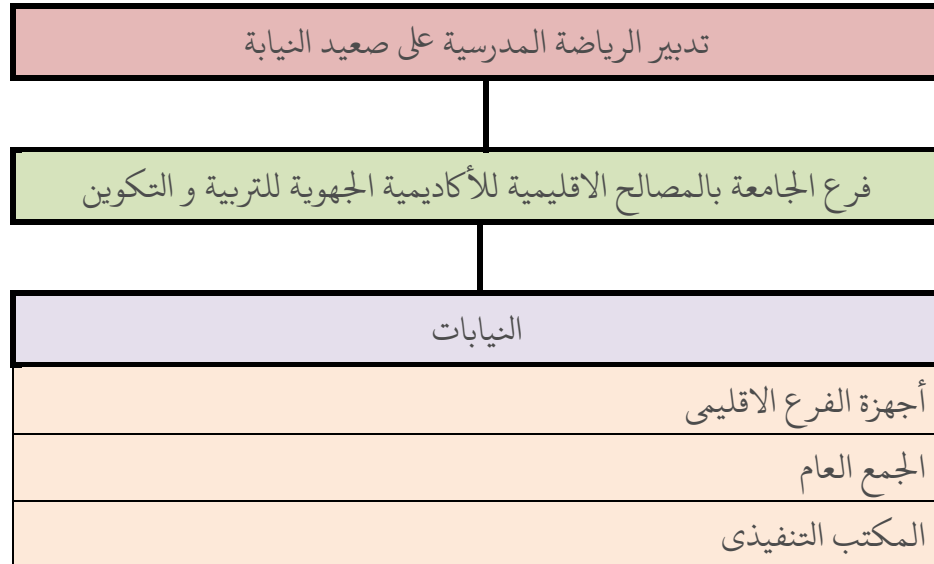 تدبير الرياضة المدرسية على صعيد النيابة
فرع الجامعة بالمصالح الاقليمية للأكاديمية الجهوية للتربية و التكوين
النيابات
أجهزة الفرع الاقليمى
الجمع العام
المكتب التنفيذى